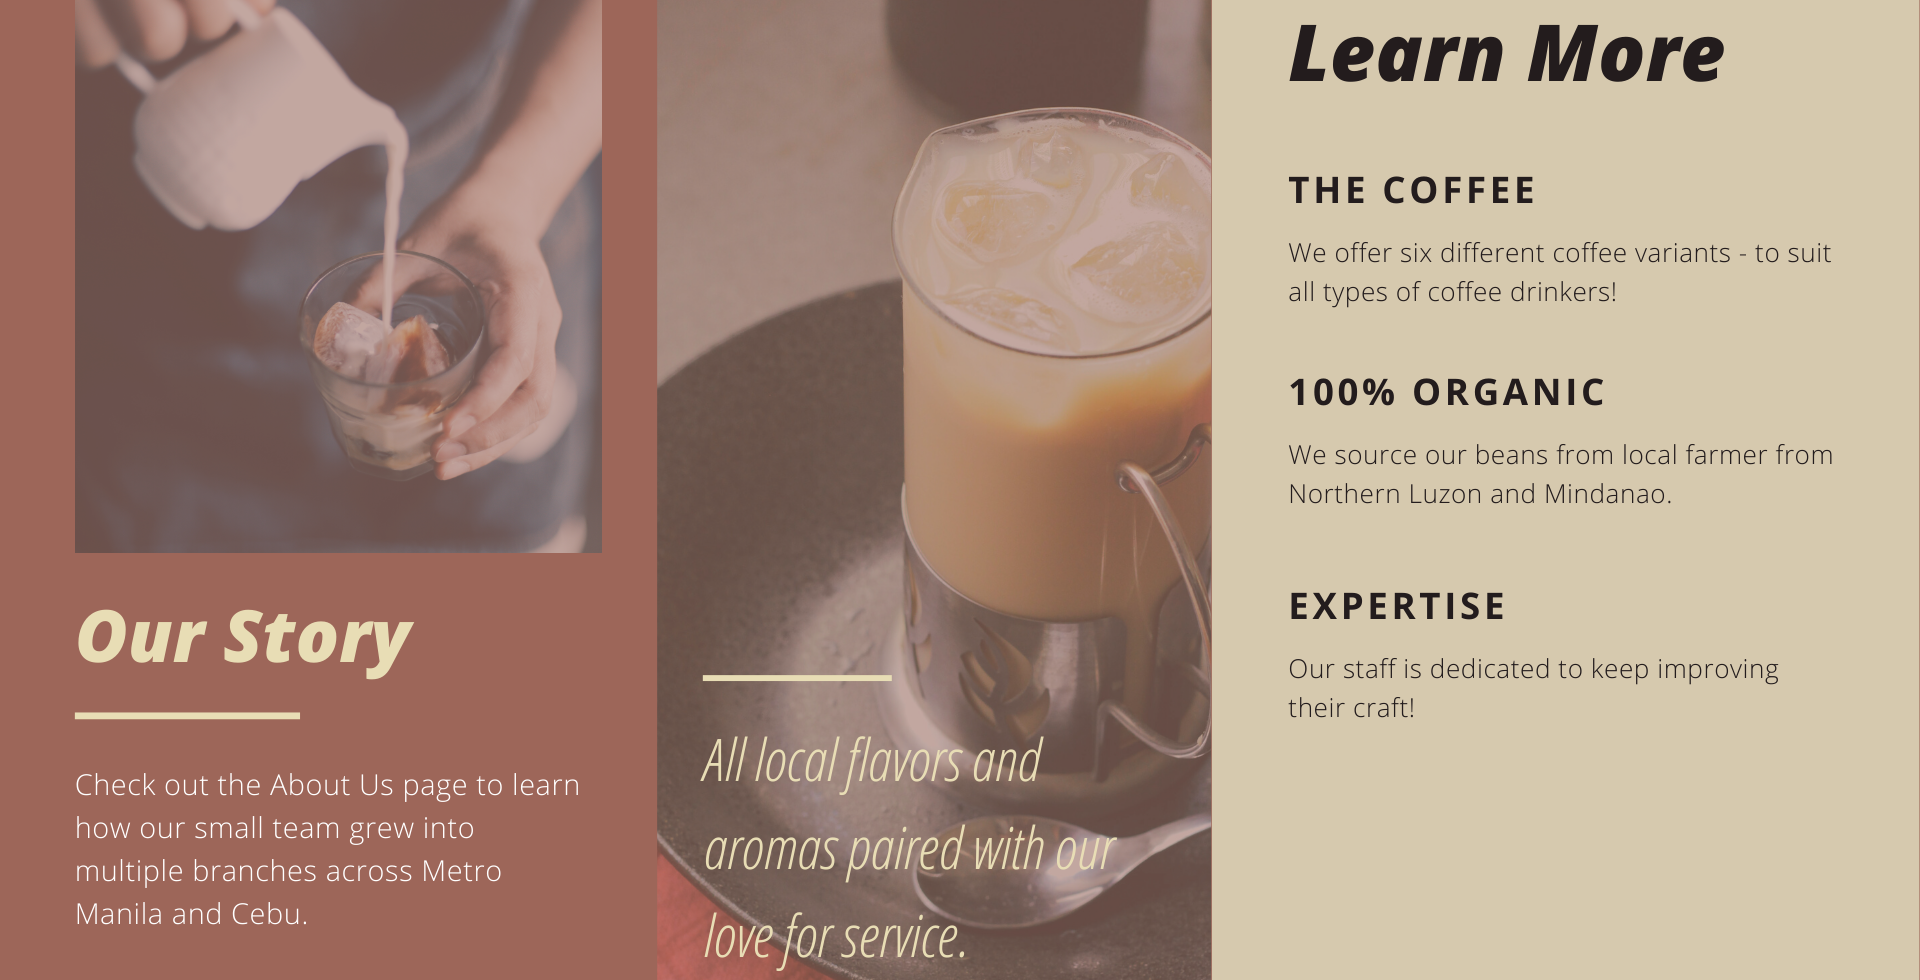 Our Story
Check out the About Us page to learn
how our small team grew into
multiple branches across Metro
Manila and Cebu.
All local flavors and
aromas paired with our
love for service.
Learn More
THE COFFEE
We offer six different coffee variants - to suit
all types of coffee drinkers!
100% ORGANIC
We source our beans from local farmer from
Northern Luzon and Mindanao.
EXPERTISE
Our staff is dedicated to keep improving
their craft!